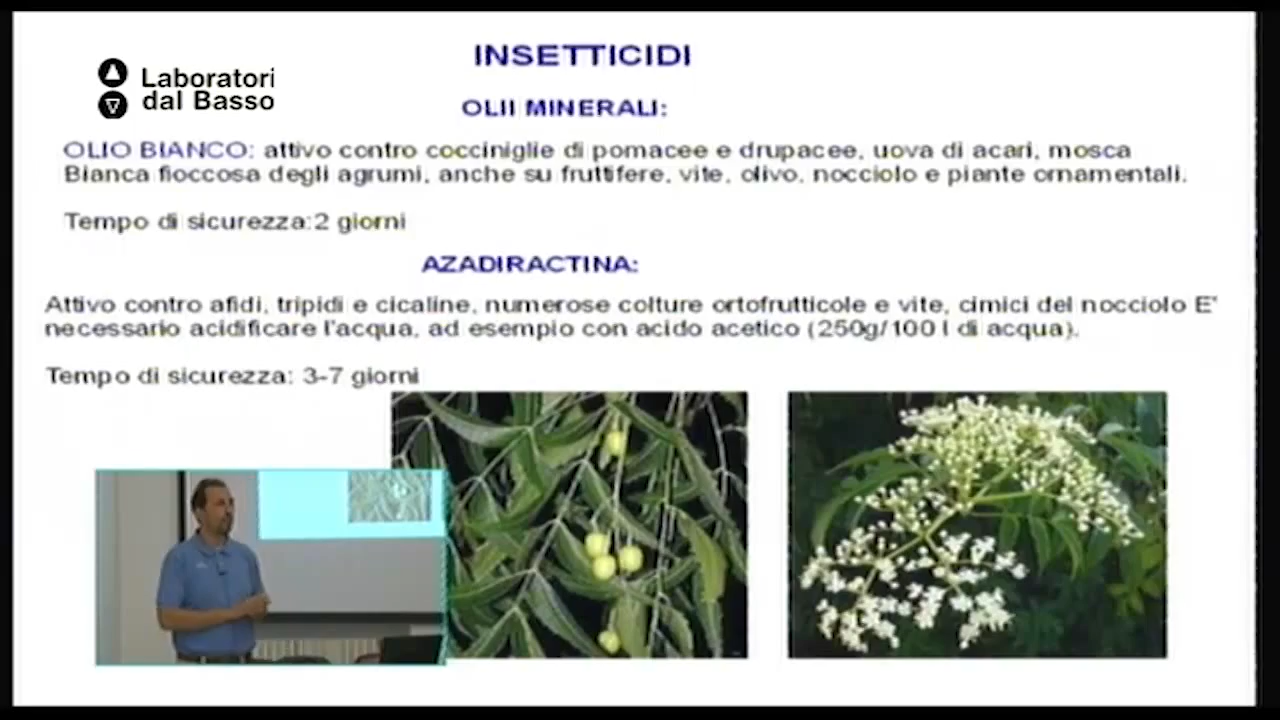 INSETTICIDI
Laboratori
dal Basso
OLII MINERALI:
OLIO BIANCO: attivo contro cocciniglie di pomacee e drupacee, uova di acari, mosca
Bianca fioccosa degli agrumi, anche su fruttifere, vite, olivo, nocciolo e piante ornamentali.
Tempo di sicurezza:2 giorni
AZADIRACTINA:
Attivo contro afidi, tripidi e cicaline, numerose colture ortofrutticole e vite, cimici del nocciolo E'
necessario acidificare l'acqua, ad esempio con acido acetico (250g/100 l di acqua).
Tempo di sicurezza: 3-7 giorni